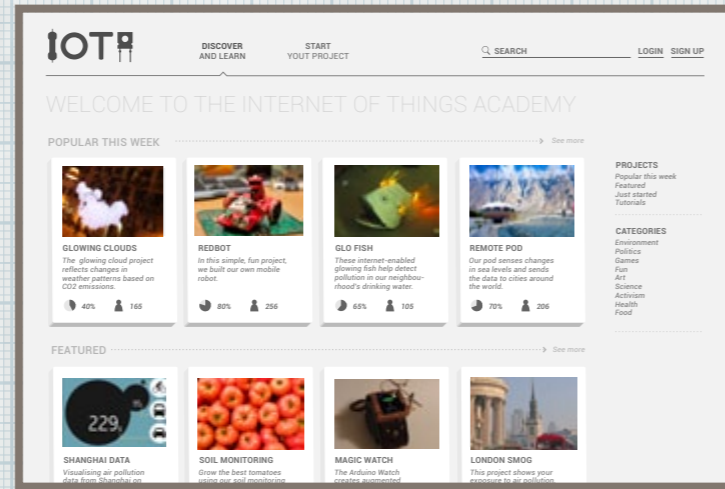 IOTA
DISCOVER
AND LEARN
START
YOUT PROJECT
SEARCH
LOGIN
SIGN UP
WELCOME TO THE INTERNET OF THINGS ACADEMY
POPULAR THIS WEEK
See more
GLOWING CLOUDS
The glowing cloud project
reflects changes in
weather patterns based on
CO2 emissions.
40%
165
REDBOT
In this simple, fun project,
we built our own mobile
robot.
80%
256
GLO FISH
These internet-enabled
glowing fish help detect
pollution in our neighbou-
rhood's drinking water.
65%
105
REMOTE POD
Our pod senses changes
in sea levels and sends
the data to cities around
the world.
70%
206
PROJECTS
Popular this week
Featured
Just started
Tutorials
CATEGORIES
Environment
Politics
Games
Fun
Art
Science
Activism
Health
Food
FEATURED
See more
229
SHANGHAI DATA
Visualising air pollution
data from Shanghai on
SOIL MONITORING
Grow the best tomatoes
using our soil monitoring
MAGIC WATCH
The Arduino Watch
creates augmented
LONDON SMOG
This project shows your
exposure to air pollution.